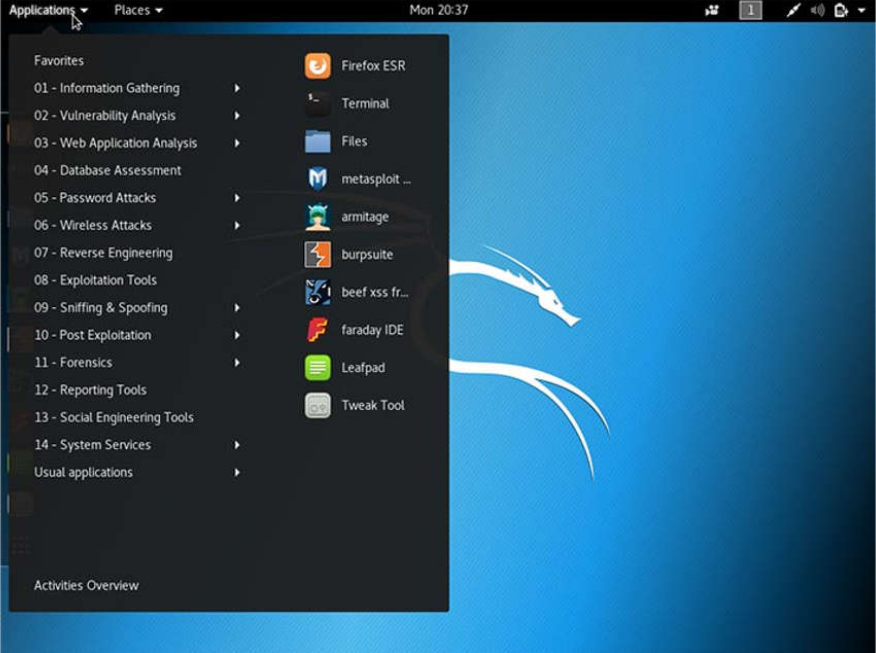 Applications Places Mon 20:37 1
Favorites
01 - Information Gathering
02 - Vulnerability Analysis
03 - Web Application Analysis
04 - Database Assessment
05 - Password Attacks
06 - Wireless Attacks
07 - Reverse Engineering
08 - Exploitation Tools
09 - Sniffing & Spoofing
10 - Post Exploitation
11 - Forensics
12 - Reporting Tools
13 - Social Engineering Tools
14 - System Services
Usual applications
Activities Overview
Firefox ESR
Terminal
Files
metasploit ...
armitage
burpsuite
beef xss fr...
faraday IDE
Leafpad
Tweak Tool